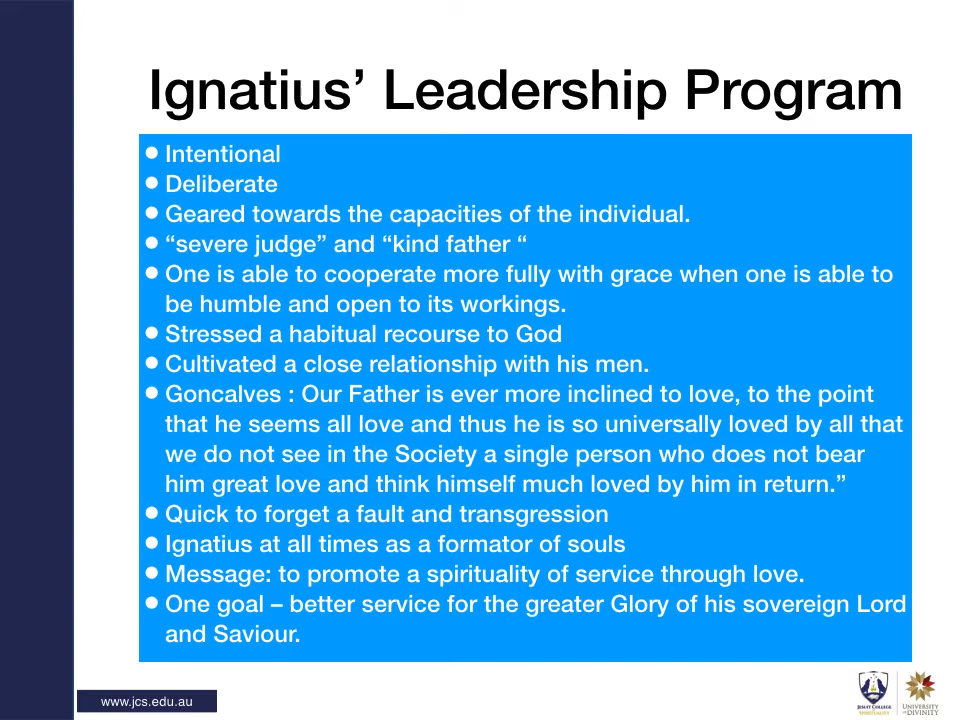 Ignatius’ Leadership Program
Intentional
Deliberate
Geared towards the capacities of the individual.
“severe judge” and “kind father “
One is able to cooperate more fully with grace when one is able to
be humble and open to its workings.
Stressed a habitual recourse to God
Cultivated a close relationship with his men.
Goncalves : Our Father is ever more inclined to love, to the point
that he seems all love and thus he is so universally loved by all that
we do not see in the Society a single person who does not bear
him great love and think himself much loved by him in return.”
Quick to forget a fault and transgression
Ignatius at all times as a formator of souls
Message: to promote a spirituality of service through love.
One goal – better service for the greater Glory of his sovereign Lord
and Saviour.
www.jcs.edu.au
JESUIT COLLEGE
SPIRITUALITY
UNIVERSITY
OF DIVINITY